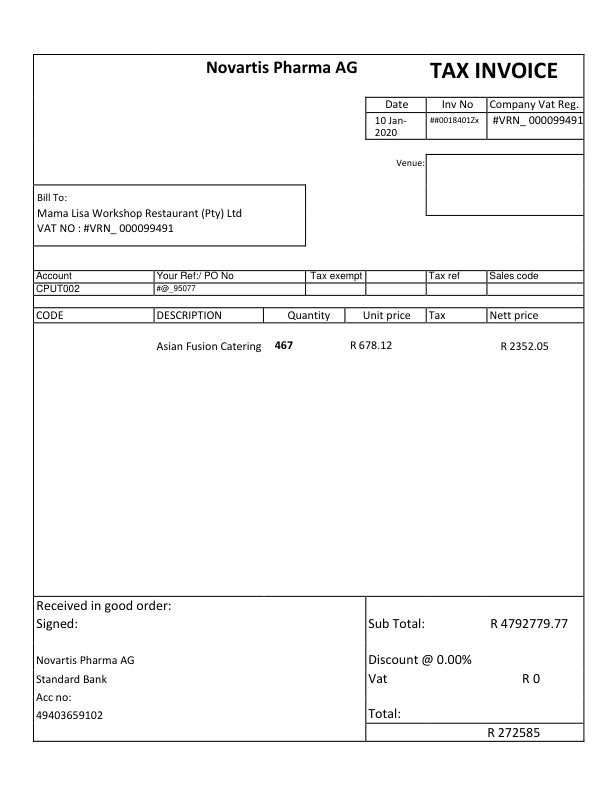 Novartis Pharma AG TAX INVOICE
Date Inv No Company Vat Reg.
10 Jan- ##0018401Zx #VRN_ 000099491
2020
Venue:
Bill To:
Mama Lisa Workshop Restaurant (Pty) Ltd
VAT NO : #VRN_ 000099491
Account Your Ref:/ PO No Tax exempt Tax ref Sales code
CPUT002 #@_95077
CODE DESCRIPTION Quantity Unit price Tax Nett price
Asian Fusion Catering 467 R 678.12 R 2352.05
Received in good order:
Signed: Sub Total: R 4792779.77
Novartis Pharma AG Discount @ 0.00%
Standard Bank Vat R 0
Acc no:
49403659102 Total:
R 272585